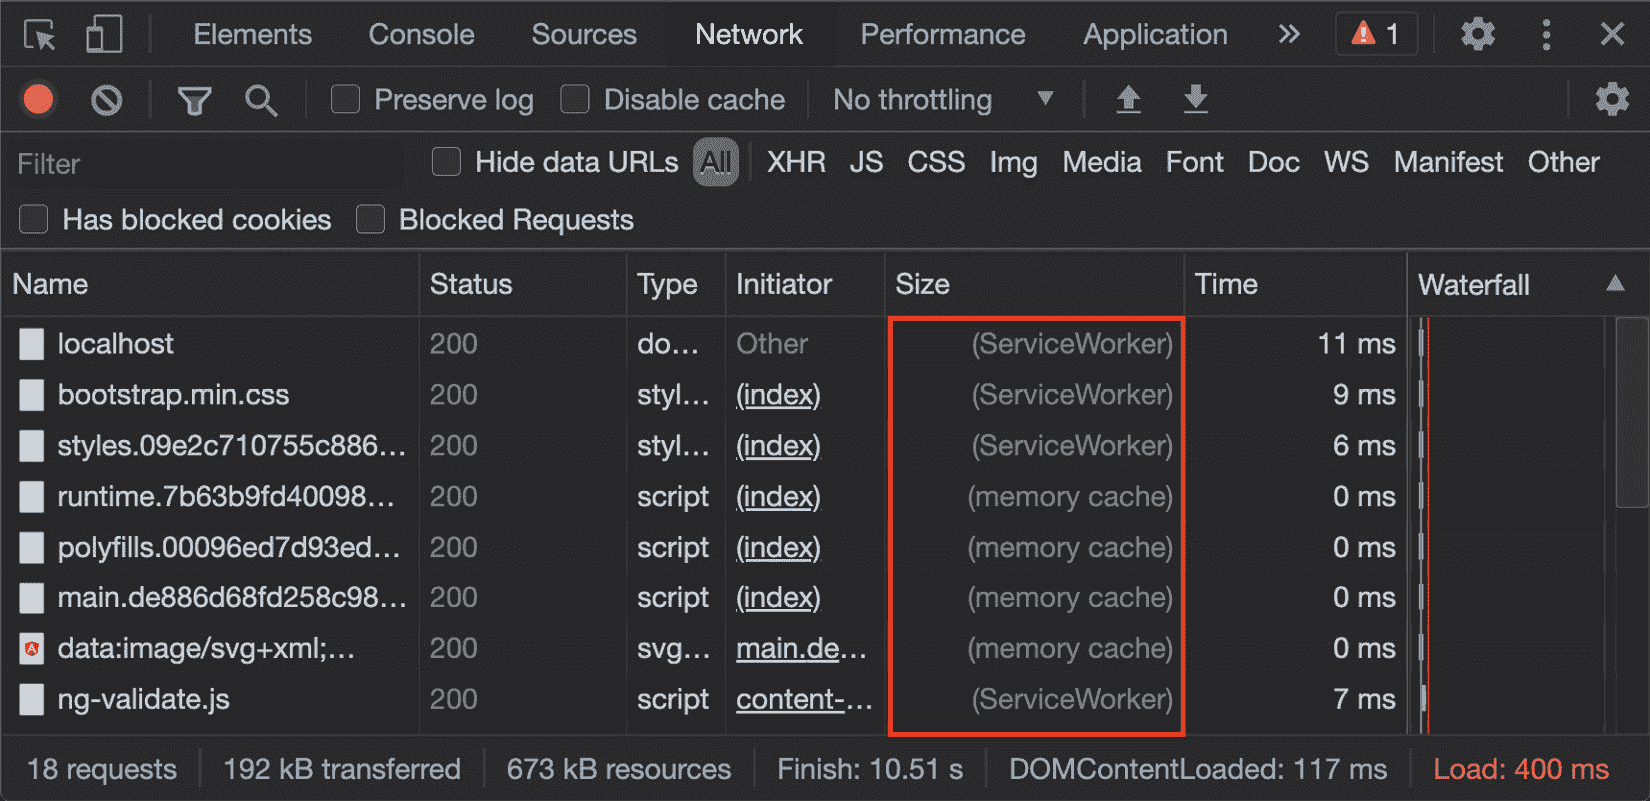 Elements Console Sources Network Performance Application » 1
Preserve log Disable cache No throttling
Filter Hide data URLs All XHR JS CSS Img Media Font Doc WS Manifest Other
Has blocked cookies Blocked Requests
Name Status Type Initiator Size Time Waterfall
localhost 200 do... Other (ServiceWorker) 11 ms
bootstrap.min.css 200 styl... (index) (ServiceWorker) 9 ms
styles.09e2c710755c886... 200 styl... (index) (ServiceWorker) 6 ms
runtime.7b63b9fd40098... 200 script (index) (memory cache) 0 ms
polyfills.00096ed7d93ed... 200 script (index) (memory cache) 0 ms
main.de886d68fd258c98... 200 script (index) (memory cache) 0 ms
data:image/svg+xml;... 200 svg... main.de... (memory cache) 0 ms
ng-validate.js 200 script content-... (ServiceWorker) 7 ms
18 requests 192 kB transferred 673 kB resources Finish: 10.51 s DOMContentLoaded: 117 ms Load: 400 ms